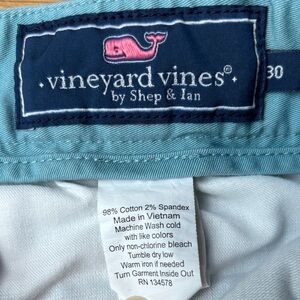 vineyard vines®
by Shep & Ian
30
98% Cotton 2% Spandex
Made in Vietnam
Machine Wash cold
with like colors
Only non-chlorine bleach
Tumble dry low
Warm iron if needed
Turn Garment Inside Out
RN 134578